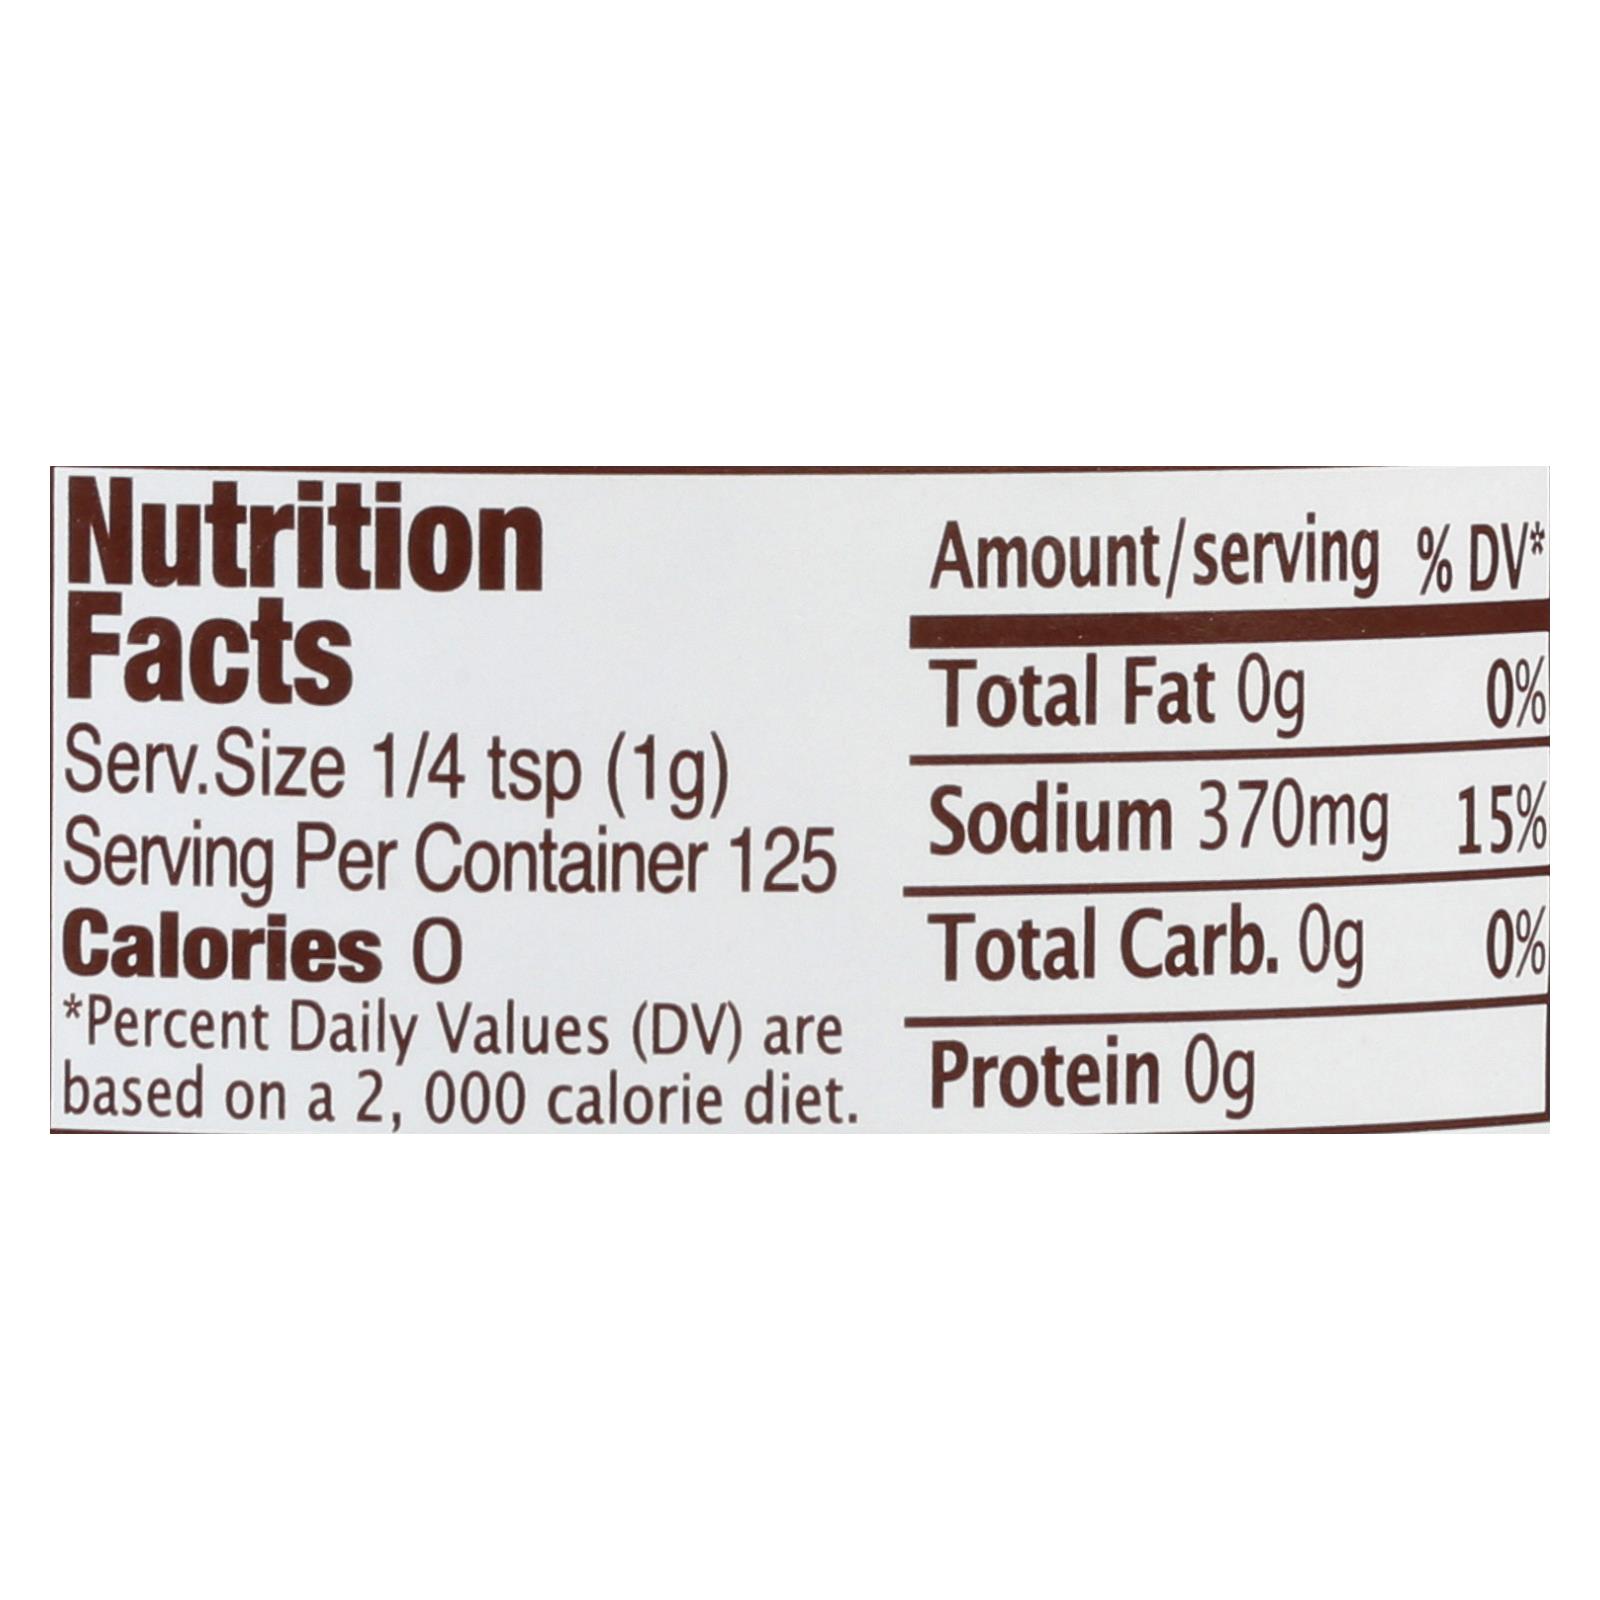 Nutrition
Facts
Serv.Size 1/4 tsp (1g)
Serving Per Container 125
Calories 0
*Percent Daily Values (DV) are
based on a 2, 000 calorie diet.
Amount/serving % DV*
Total Fat 0g 0%
Sodium 370mg 15%
Total Carb. 0g 0%
Protein 0g